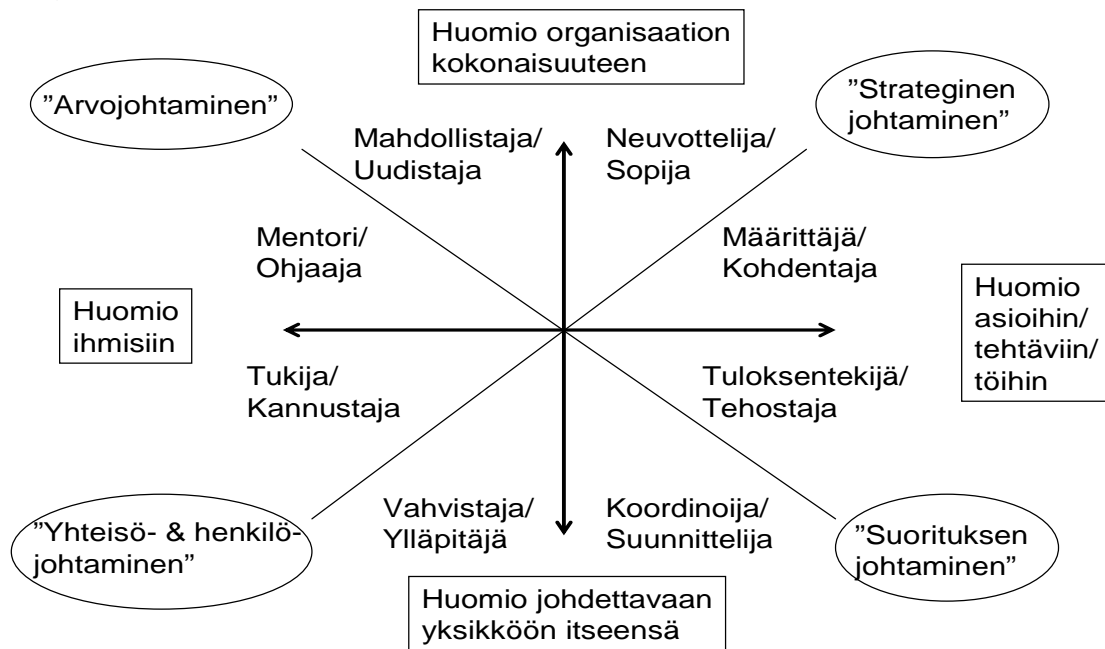 Huomio organisaation
kokonaisuuteen
”Arvojohtaminen”
”Strateginen
johtaminen”
Mahdollistaja/
Uudistaja
Neuvottelija/
Sopija
Mentori/
Ohjaaja
Määrittäjä/
Kohdentaja
Huomio
ihmisiin
Huomio
asioihin/
tehtäviin/
töihin
Tukija/
Kannustaja
Tuloksentekijä/
Tehostaja
”Yhteisö- & henkilö-
johtaminen”
Vahvistaja/
Ylläpitäjä
Koordinoija/
Suunnittelija
”Suorituksen
johtaminen”
Huomio johdettavaan
yksikköön itseensä